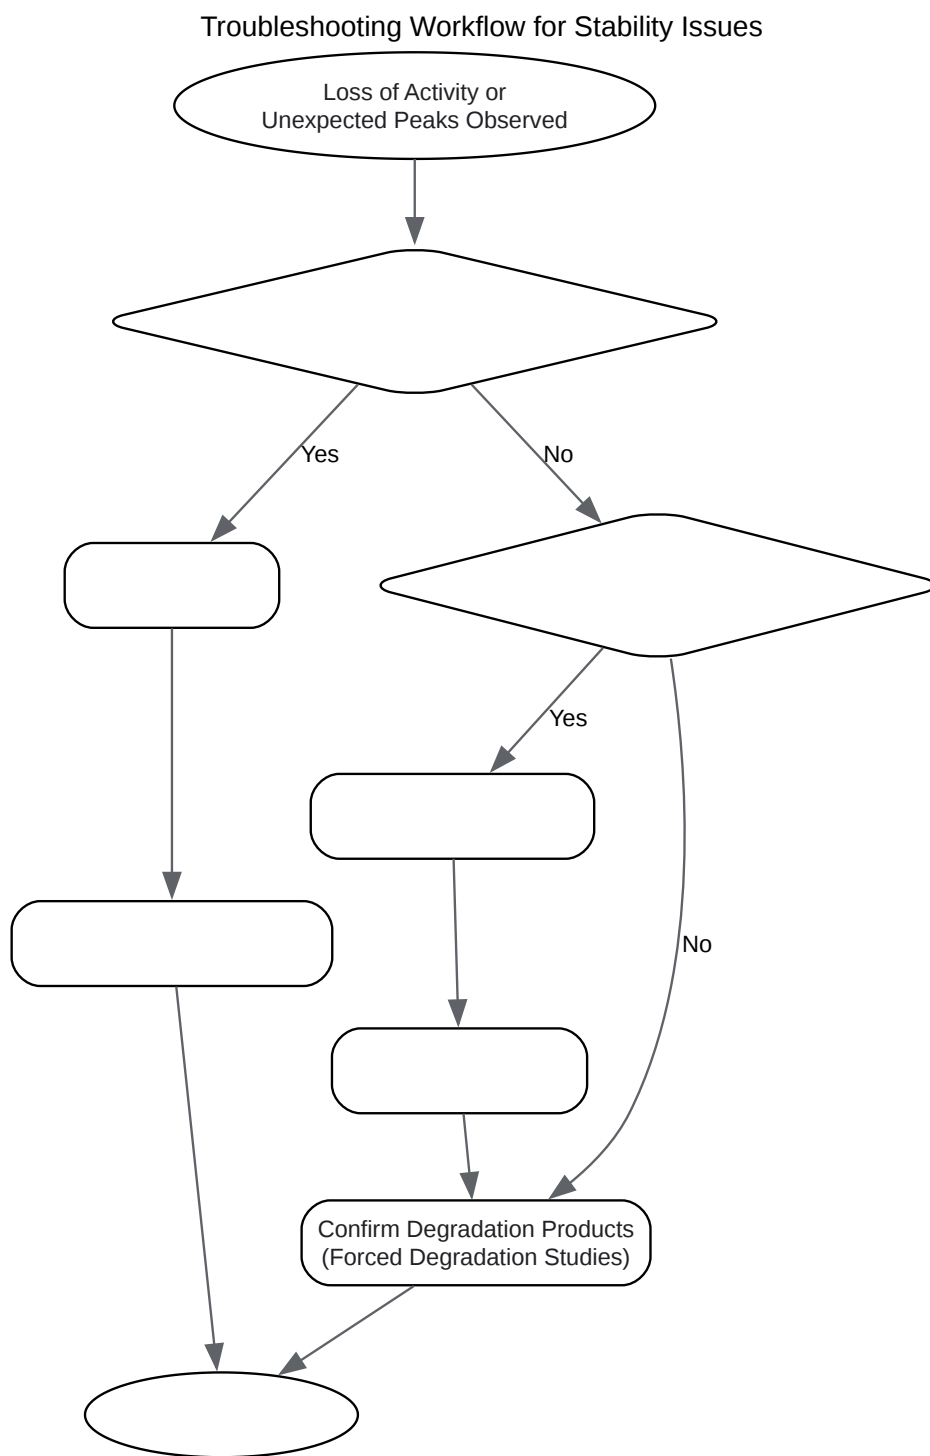 Troubleshooting Workflow for Stability Issues
Loss of Activity or
Unexpected Peaks Observed
Yes
No
Yes
No
Confirm Degradation Products
(Forced Degradation Studies)